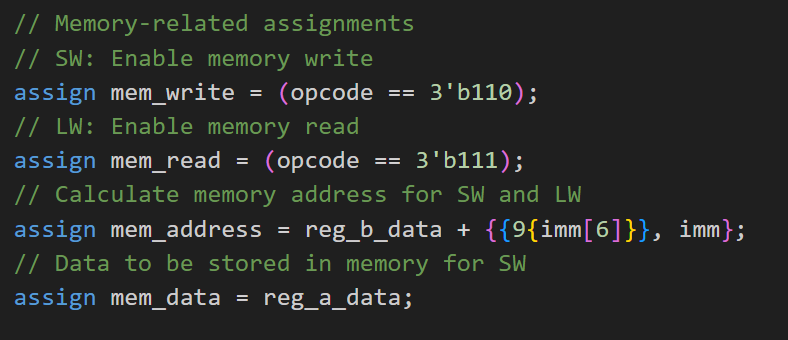 // Memory-related assignments
// SW: Enable memory write
assign mem_write = (opcode == 3'b110);
// LW: Enable memory read
assign mem_read = (opcode == 3'b111);
// Calculate memory address for SW and LW
assign mem_address = reg_b_data + {{9{imm[6]}}, imm};
// Data to be stored in memory for SW
assign mem_data = reg_a_data;